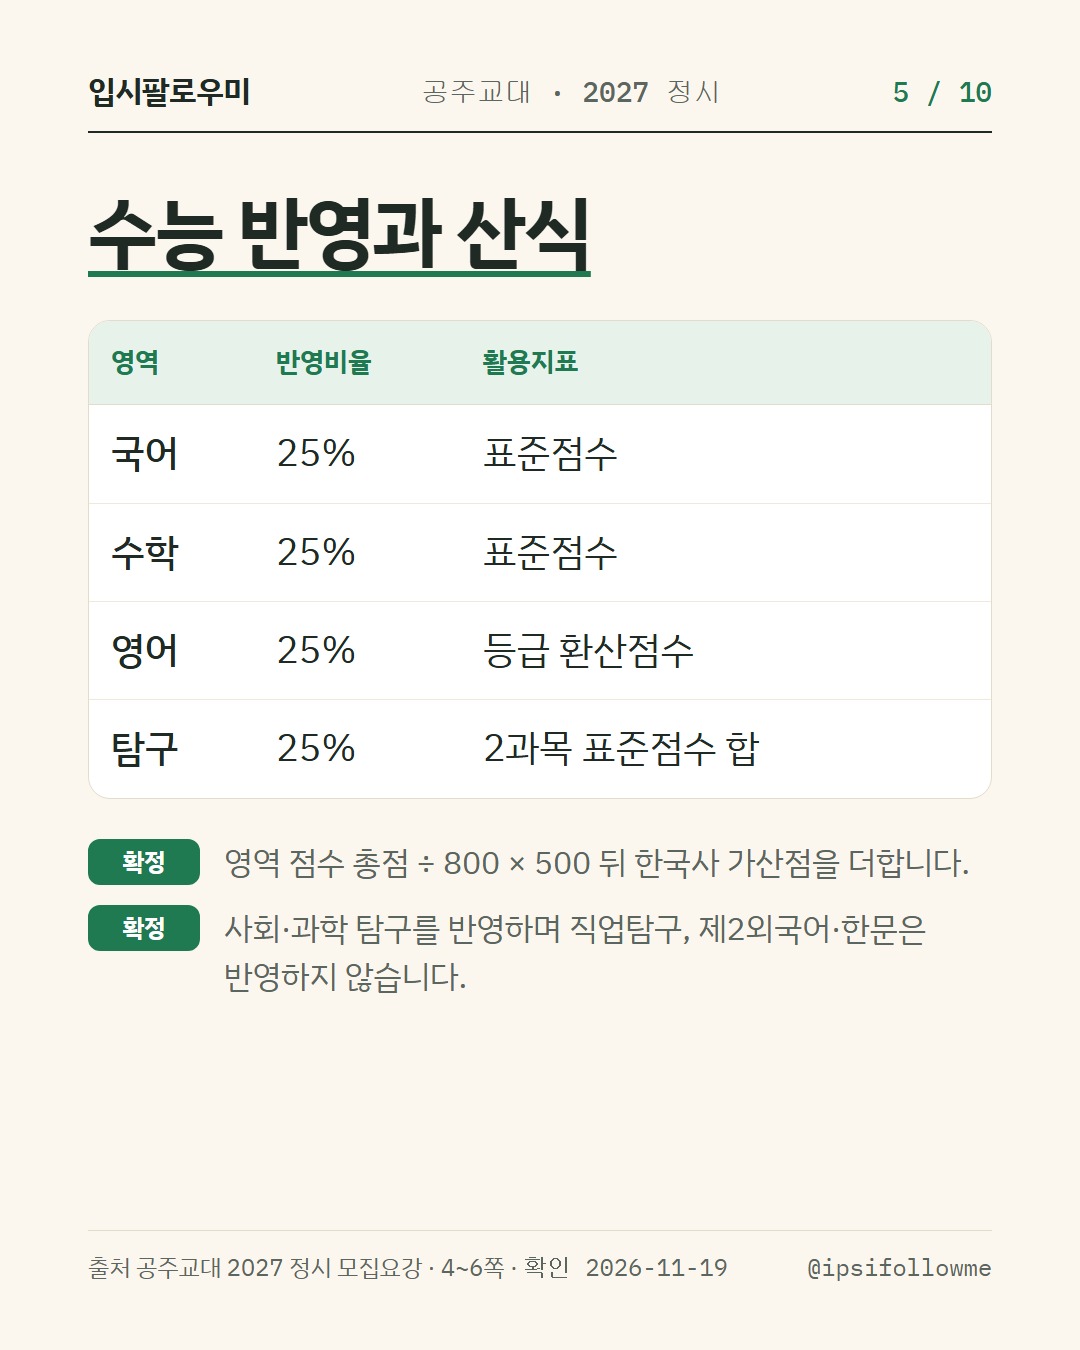 입시팔로우미 공주교대 · 2027 정시 5 / 10
수능 반영과 산식
영역 반영비율 활용지표
국어 25% 표준점수
수학 25% 표준점수
영어 25% 등급 환산점수
탐구 25% 2과목 표준점수 합
확정 영역 점수 총점 ÷ 800 × 500 뒤 한국사 가산점을 더합니다.
확정 사회·과학 탐구를 반영하며 직업탐구, 제2외국어·한문은
반영하지 않습니다.
출처 공주교대 2027 정시 모집요강 · 4~6쪽 · 확인 2026-11-19 @ipsifollowme